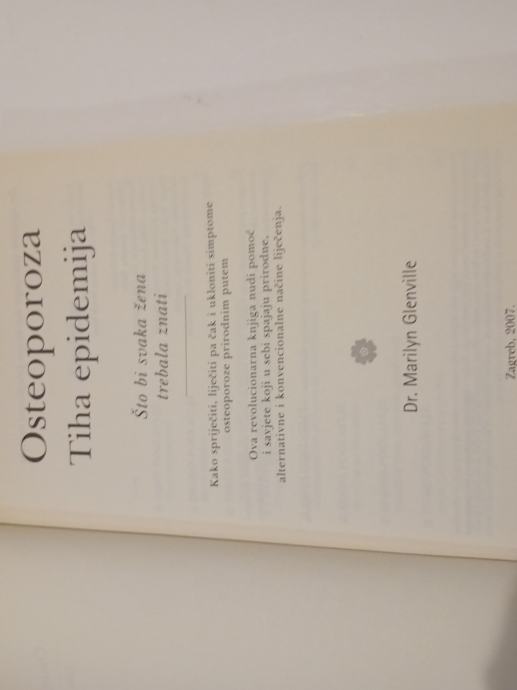 Osteoporoza
Tiha epidemija
Što bi svaka žena
trebala znati
Kako spriječiti, liječiti pa čak i ukloniti simptome
osteoporoze prirodnim putem
Ova revolucionarna knjiga nudi pomoć
i savjete koji u sebi spajaju prirodne,
alternativne i konvencionalne načine liječenja.
Dr. Marilyn Glenville
Zagreb, 2007.